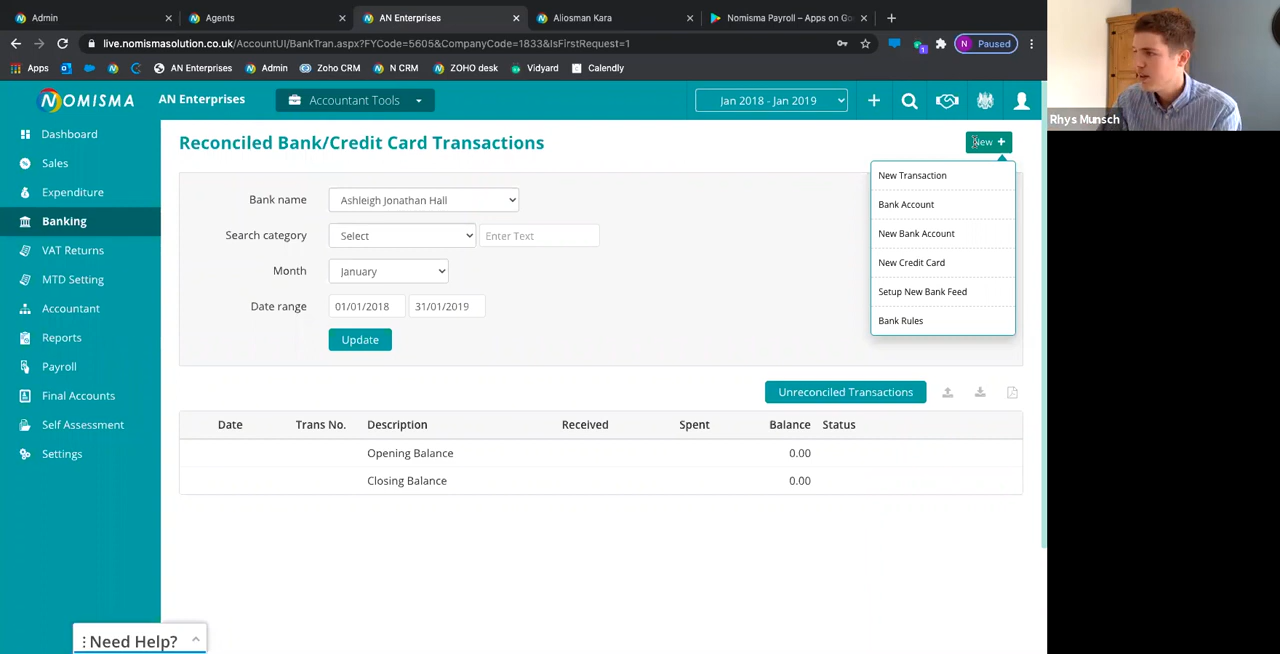 Admin
Agents
AN Enterprises
Aliosman Kara
Nomisma Payroll – Apps on Go
live.nomismasolution.co.uk/AccountUI/BankTran.aspx?FYCode=5605&CompanyCode=1833&IsFirstRequest=1
1
N Paused
Apps
AN Enterprises
Admin
Zoho CRM
N CRM
ZOHO desk
Vidyard
Calendly
NOMISMA
AN Enterprises
Accountant Tools
Jan 2018 - Jan 2019
Rhys Munsch
Dashboard
Sales
Expenditure
Banking
VAT Returns
MTD Setting
Accountant
Reports
Payroll
Final Accounts
Self Assessment
Settings
Reconciled Bank/Credit Card Transactions
New +
New Transaction
Bank Account
New Bank Account
New Credit Card
Setup New Bank Feed
Bank Rules
Bank name Ashleigh Jonathan Hall
Search category Select Enter Text
Month January
Date range 01/01/2018 31/01/2019
Update
Unreconciled Transactions
Date Trans No. Description Received Spent Balance Status
Opening Balance 0.00
Closing Balance 0.00
Need Help?